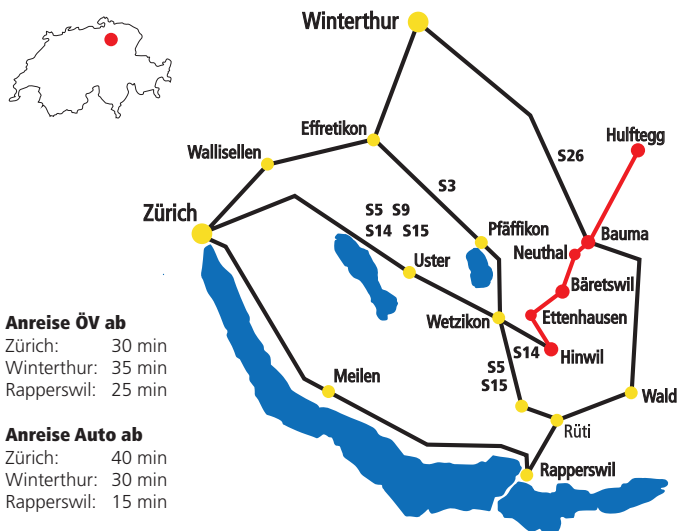 Winterthur
Effretikon
Hulftegg
Wallisellen
S26
S3
Zürich
S5 S9
S14 S15
Pfäffikon
Bauma
Neuthal
Uster
Bäretswil
Ettenhausen
Wetzikon
Anreise ÖV ab
Zürich: 30 min
Winterthur: 35 min
Rapperswil: 25 min
S14
Hinwil
S5
S15
Meilen
Wald
Rüti
Anreise Auto ab
Zürich: 40 min
Winterthur: 30 min
Rapperswil: 15 min
Rapperswil